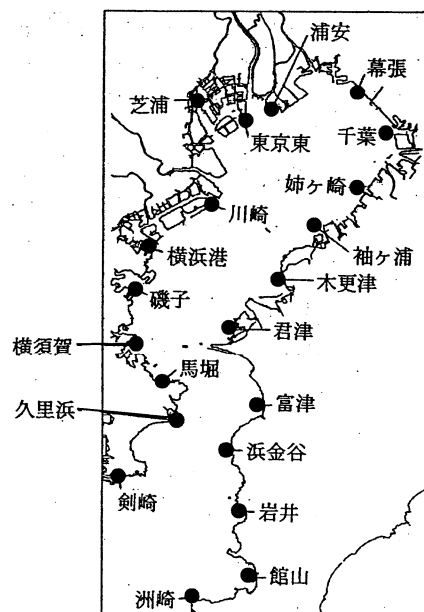 浦安
幕張
芝浦
東京東
千葉
姉ヶ崎
川崎
袖ヶ浦
横浜港
木更津
磯子
君津
横須賀
馬堀
富津
久里浜
浜金谷
剣崎
岩井
館山
洲崎